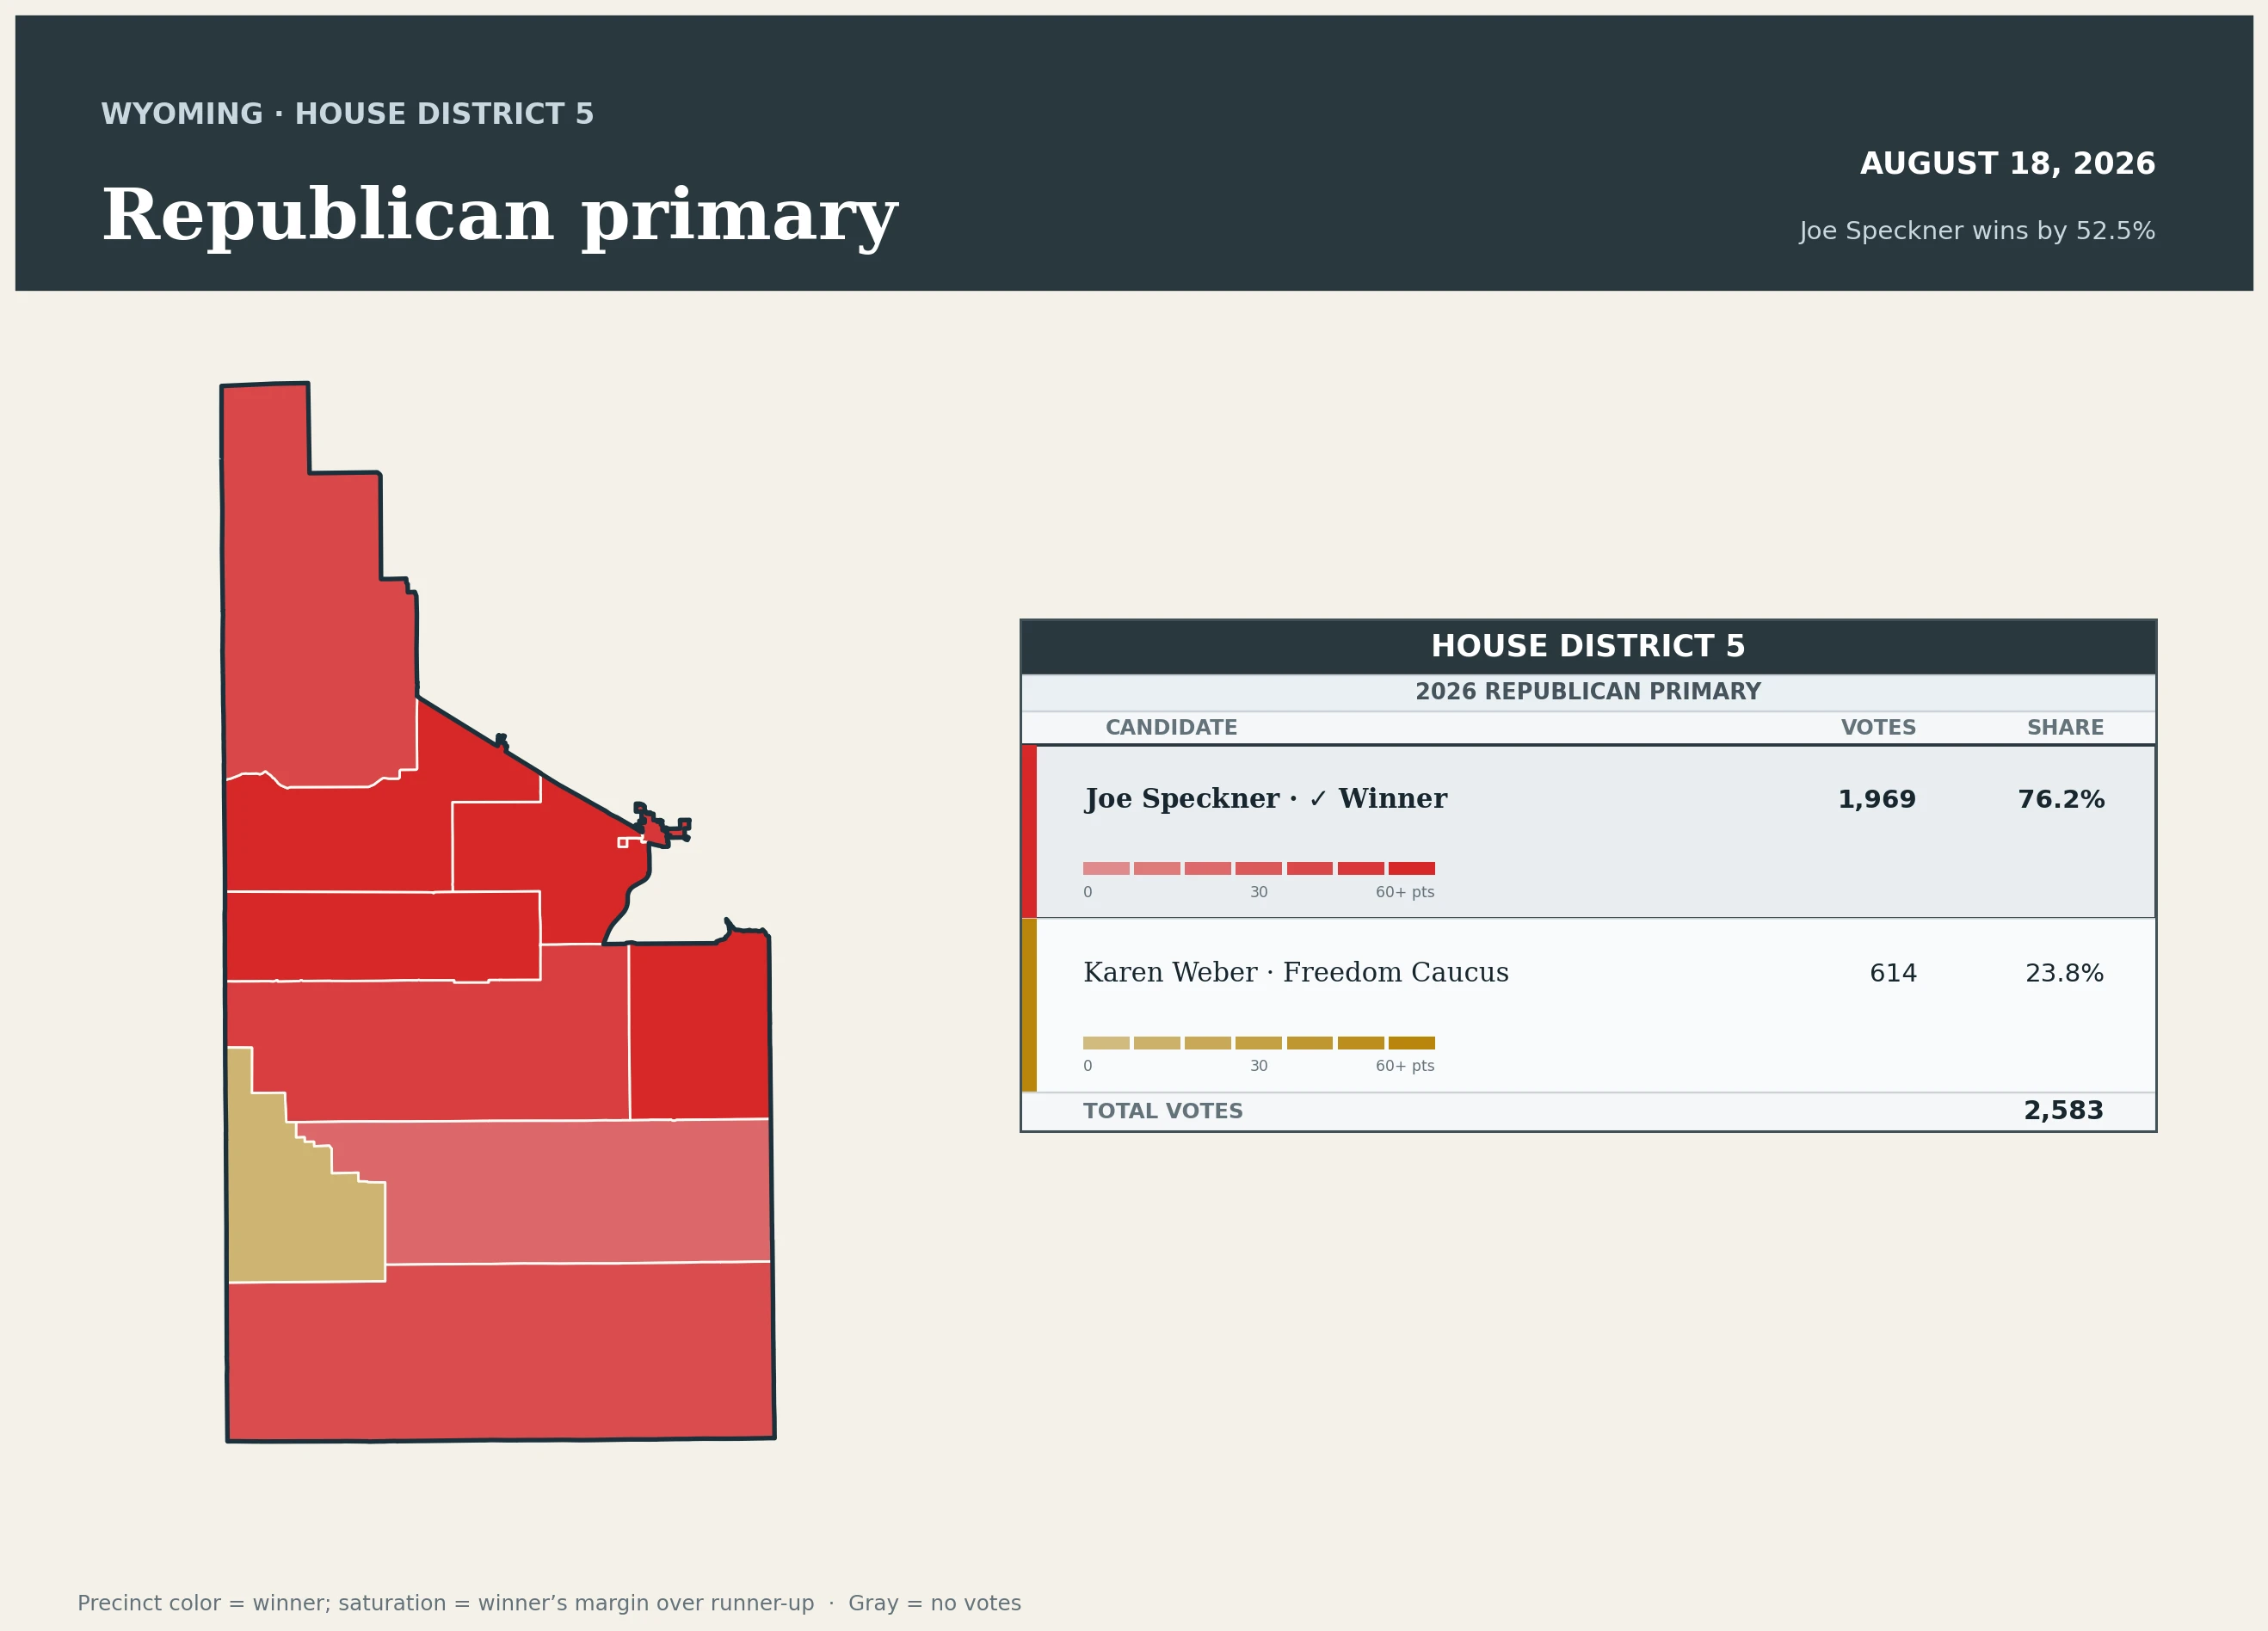 WYOMING · HOUSE DISTRICT 5
Republican primary
AUGUST 18, 2026
Joe Speckner wins by 52.5%
HOUSE DISTRICT 5
2026 REPUBLICAN PRIMARY
CANDIDATE VOTES SHARE
Joe Speckner · ✓ Winner 1,969 76.2%
0 30 60+ pts
Karen Weber · Freedom Caucus 614 23.8%
0 30 60+ pts
TOTAL VOTES 2,583
Precinct color = winner; saturation = winner’s margin over runner-up · Gray = no votes